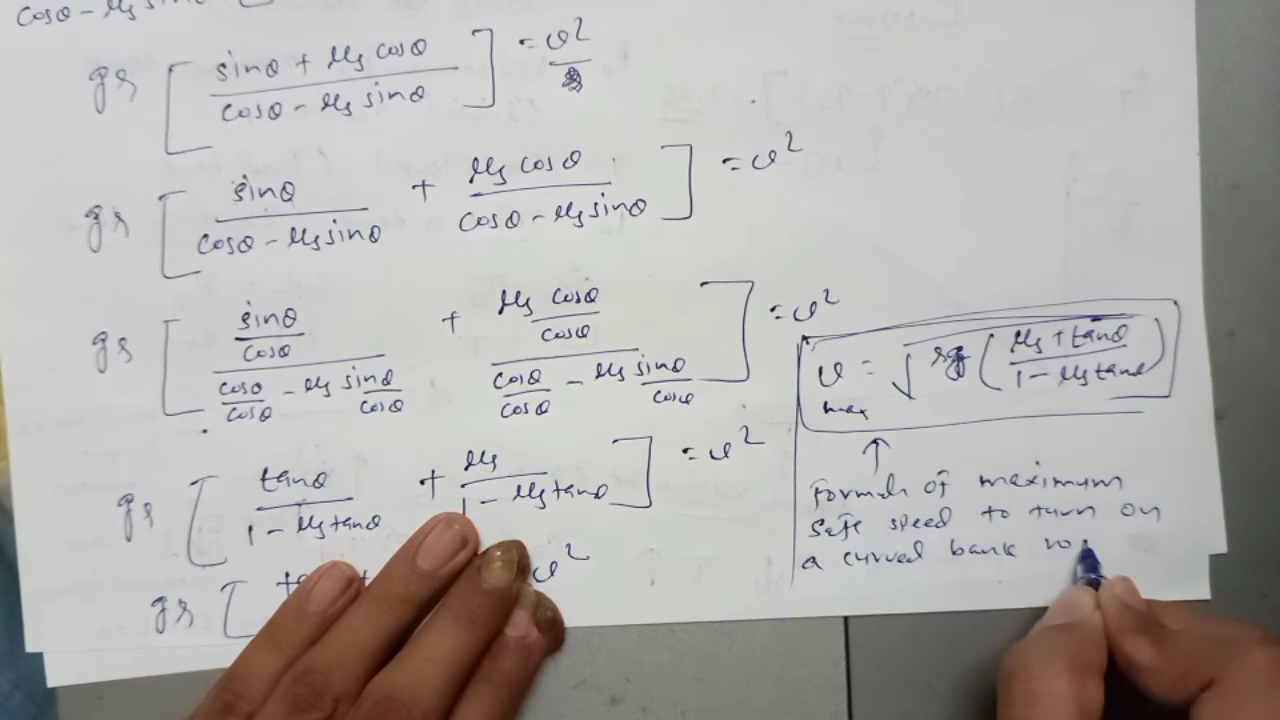 cosθ - μs sinθ [
gr [ sinθ + μs cosθ / cosθ - μs sinθ ] = v²
gr [ sinθ / cosθ - μs sinθ + μs cosθ / cosθ - μs sinθ ] = v²
gr [ sinθ/cosθ / cosθ/cosθ - μs sinθ/cosθ + μs cosθ/cosθ / cosθ/cosθ - μs sinθ/cosθ ] = v²
gr [ tanθ / 1 - μs tanθ + μs / 1 - μs tanθ ] = v²
gr [ v²
v max = √ rg ( μs + tanθ / 1 - μs tanθ )
↑
Formula of maximum
safe speed to turn on
a curved bank